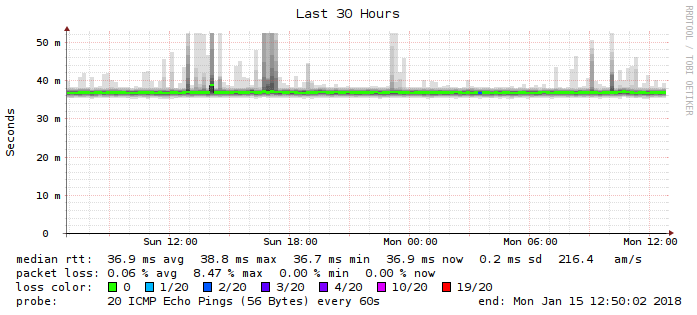 Last 30 Hours
RRDTOOL / TOBI OETIKER
Seconds
50 m
40 m
30 m
20 m
10 m
0
Sun 12:00 Sun 18:00 Mon 00:00 Mon 06:00 Mon 12:00
median rtt: 36.9 ms avg 38.8 ms max 36.7 ms min 36.9 ms now 0.2 ms sd 216.4 am/s
packet loss: 0.06 % avg 8.47 % max 0.00 % min 0.00 % now
loss color: 0 1/20 2/20 3/20 4/20 10/20 19/20
probe: 20 ICMP Echo Pings (56 Bytes) every 60s end: Mon Jan 15 12:50:02 2018